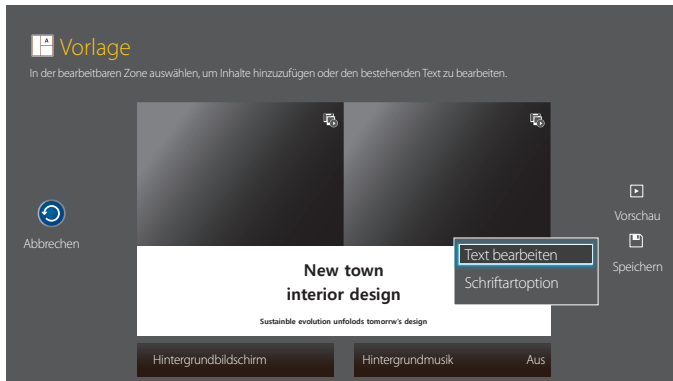 Vorlage
In der bearbeitbaren Zone auswählen, um Inhalte hinzuzufügen oder den bestehenden Text zu bearbeiten.
Abbrechen
Vorschau
Speichern
New town
interior design
Sustainble evolution unfolods tomorrw's design
Text bearbeiten
Schriftartoption
Hintergrundbildschirm
Hintergrundmusik Aus